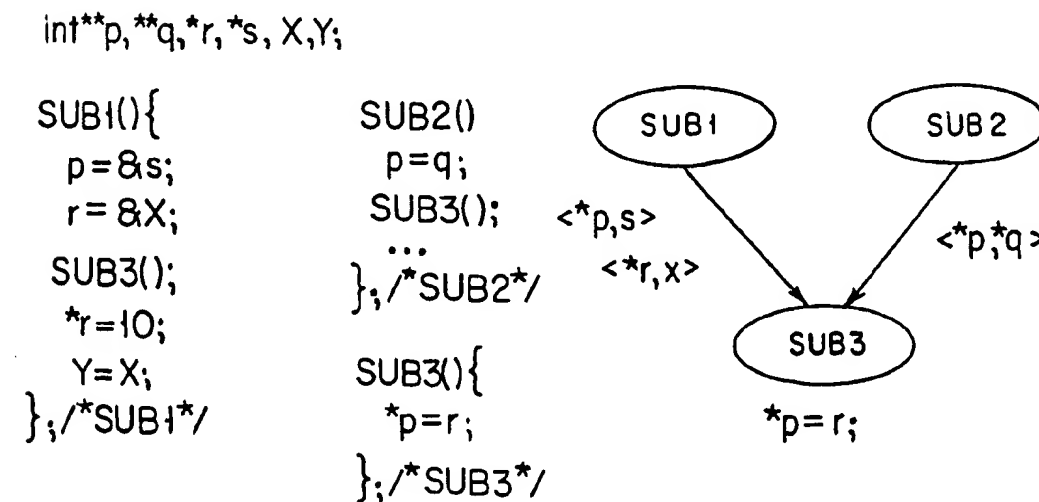 int**p,**q,*r,*s, X,Y;
SUB1(){
p=&s;
r=&X;
SUB3();
*r=10;
Y=X;
};/*SUB1*/
SUB2()
p=q;
SUB3();
...
};/*SUB2*/
SUB3(){
*p=r;
};/*SUB3*/
SUB1
SUB2
<*p,s>
<*r,x>
<*p,*q>
SUB3
*p=r;